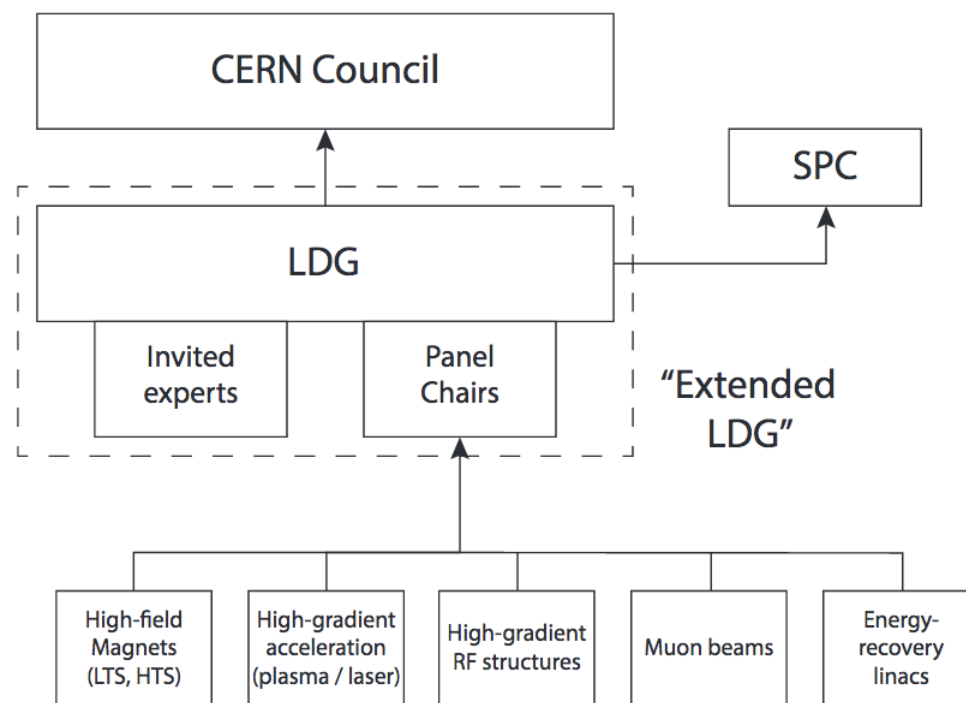 CERN Council
SPC
LDG
Invited
experts
Panel
Chairs
“Extended
LDG”
High-field
Magnets
(LTS, HTS)
High-gradient
acceleration
(plasma / laser)
High-gradient
RF structures
Muon beams
Energy-
recovery
linacs